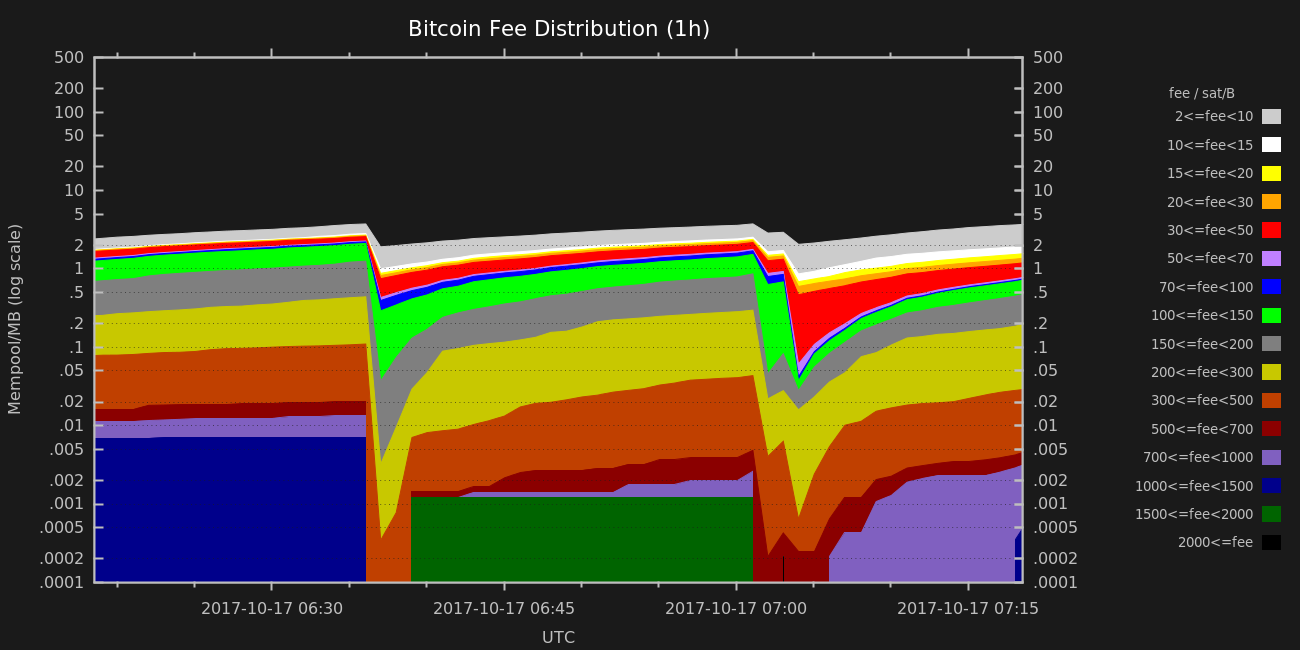 Bitcoin Fee Distribution (1h)
Mempool/MB (log scale)
500
200
100
50
20
10
5
2
1
.5
.2
.1
.05
.02
.01
.005
.002
.001
.0005
.0002
.0001
500
200
100
50
20
10
5
2
1
.5
.2
.1
.05
.02
.01
.005
.002
.001
.0005
.0002
.0001
2017-10-17 06:30
2017-10-17 06:45
2017-10-17 07:00
2017-10-17 07:15
UTC
fee / sat/B
2<=fee<10
10<=fee<15
15<=fee<20
20<=fee<30
30<=fee<50
50<=fee<70
70<=fee<100
100<=fee<150
150<=fee<200
200<=fee<300
300<=fee<500
500<=fee<700
700<=fee<1000
1000<=fee<1500
1500<=fee<2000
2000<=fee